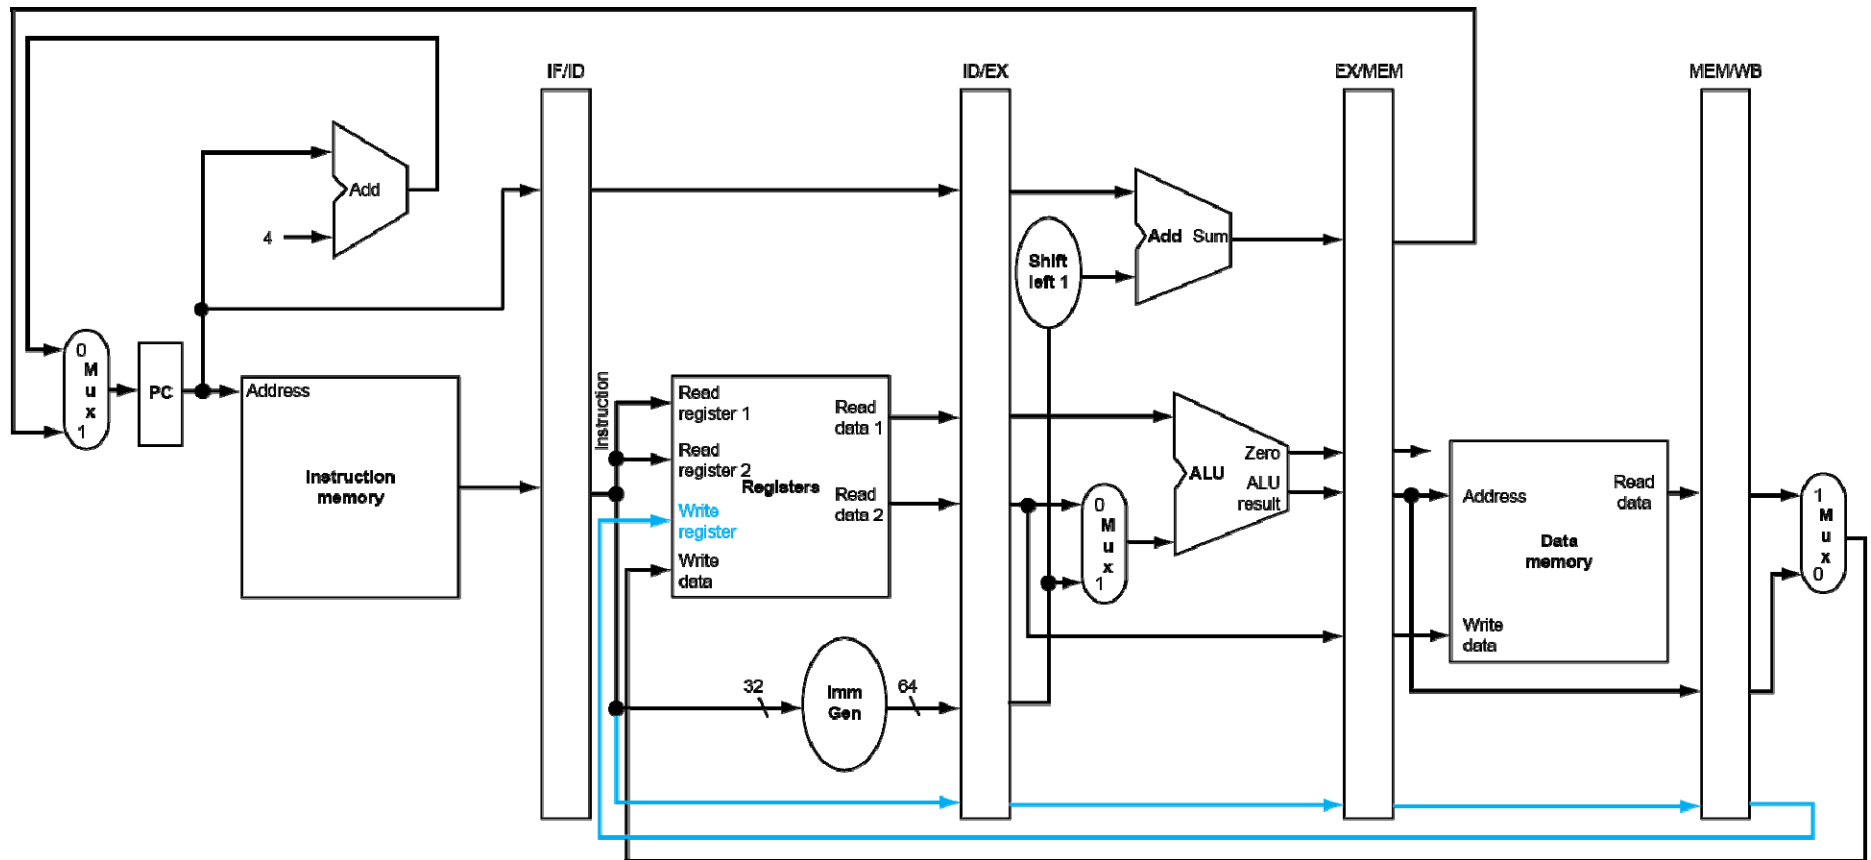 IF/ID
ID/EX
EX/MEM
MEM/WB
Add
4
Add Sum
Shift
left 1
0
M
u
x
1
PC
Address
Instruction
memory
Instruction
Read
register 1
Read
register 2
Registers
Write
register
Write
data
Read
data 1
Read
data 2
0
M
u
x
1
Zero
ALU
ALU
result
Address
Read
data
Data
memory
Write
data
1
M
u
x
0
32
Imm
Gen
64